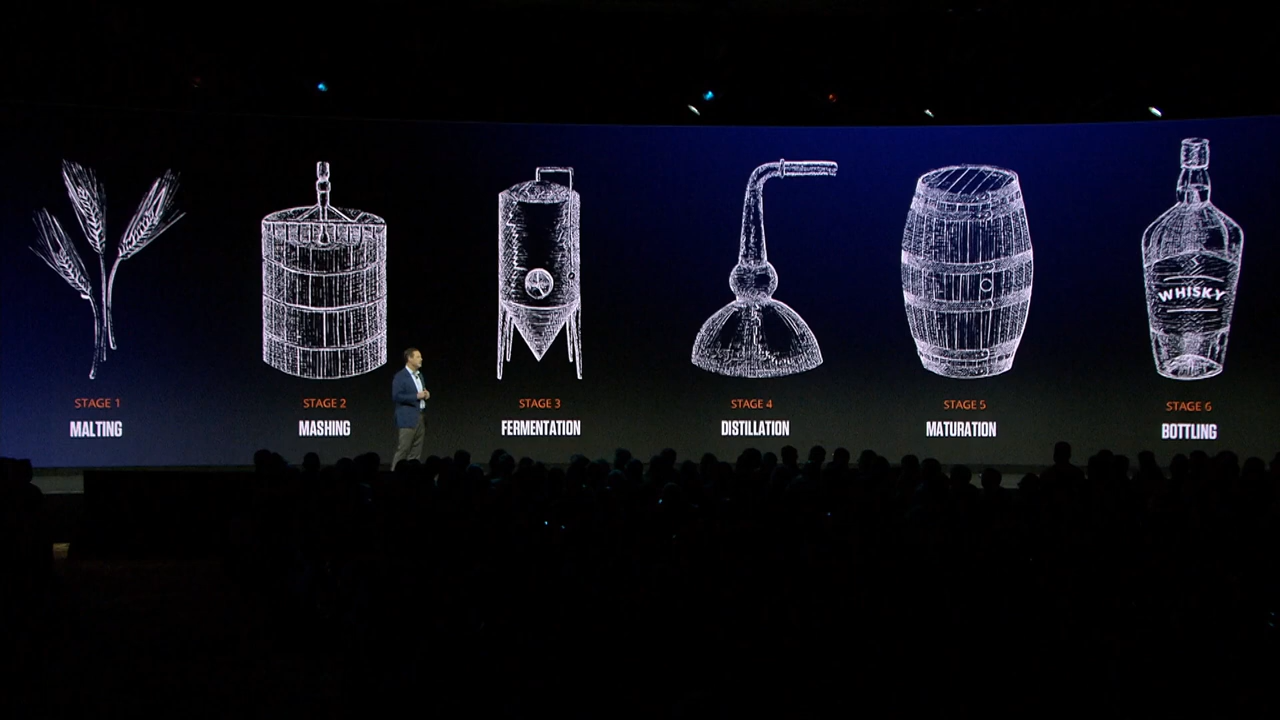 WHISKY
STAGE 1
MALTING
STAGE 2
MASHING
STAGE 3
FERMENTATION
STAGE 4
DISTILLATION
STAGE 5
MATURATION
STAGE 6
BOTTLING